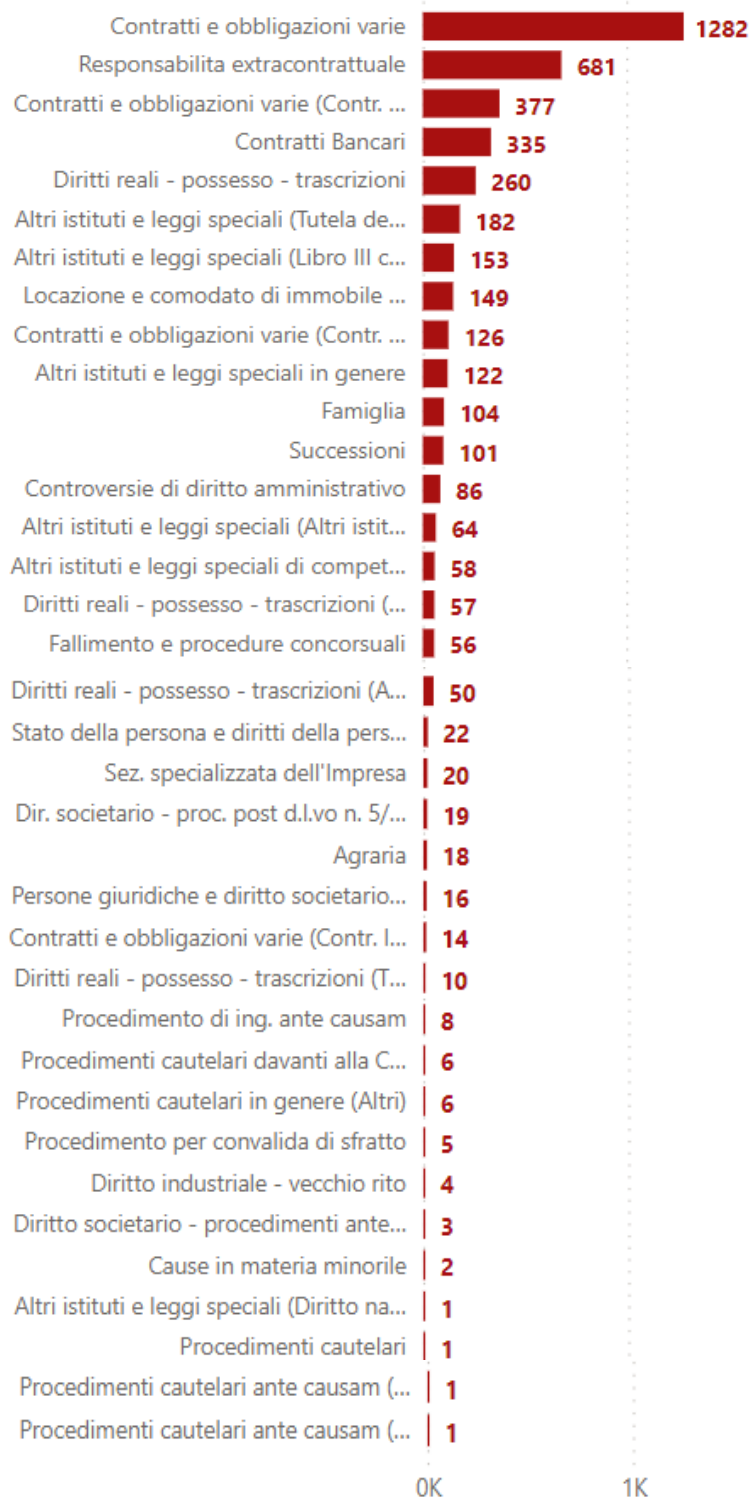 Contratti e obbligazioni varie 1282
Responsabilita extracontrattuale 681
Contratti e obbligazioni varie (Contr. ... 377
Contratti Bancari 335
Diritti reali - possesso - trascrizioni 260
Altri istituti e leggi speciali (Tutela de... 182
Altri istituti e leggi speciali (Libro III c... 153
Locazione e comodato di immobile ... 149
Contratti e obbligazioni varie (Contr. ... 126
Altri istituti e leggi speciali in genere 122
Famiglia 104
Successioni 101
Controversie di diritto amministrativo 86
Altri istituti e leggi speciali (Altri istit... 64
Altri istituti e leggi speciali di compet... 58
Diritti reali - possesso - trascrizioni (... 57
Fallimento e procedure concorsuali 56
Diritti reali - possesso - trascrizioni (A... 50
Stato della persona e diritti della pers... 22
Sez. specializzata dell'Impresa 20
Dir. societario - proc. post d.l.vo n. 5/... 19
Agraria 18
Persone giuridiche e diritto societario... 16
Contratti e obbligazioni varie (Contr. I... 14
Diritti reali - possesso - trascrizioni (T... 10
Procedimento di ing. ante causam 8
Procedimenti cautelari davanti alla C... 6
Procedimenti cautelari in genere (Altri) 6
Procedimento per convalida di sfratto 5
Diritto industriale - vecchio rito 4
Diritto societario - procedimenti ante... 3
Cause in materia minorile 2
Altri istituti e leggi speciali (Diritto na... 1
Procedimenti cautelari 1
Procedimenti cautelari ante causam (... 1
Procedimenti cautelari ante causam (... 1
0K 1K